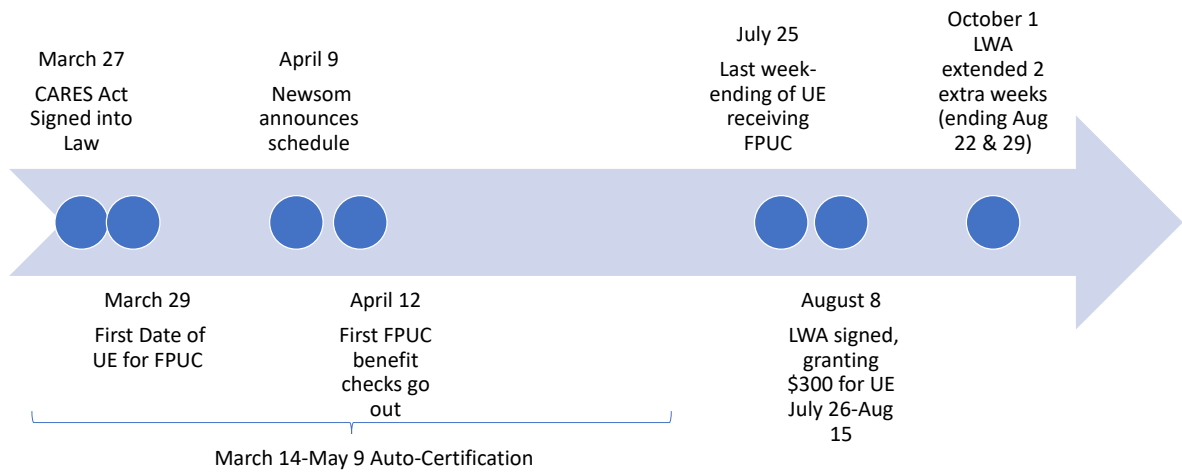 March 27
CARES Act
Signed into
Law
April 9
Newsom
announces
schedule
July 25
Last week-
ending of UE
receiving
FPUC
October 1
LWA
extended 2
extra weeks
(ending Aug
22 & 29)
March 29
First Date of
UE for FPUC
April 12
First FPUC
benefit
checks go
out
August 8
LWA signed,
granting
$300 for UE
July 26-Aug
15
March 14-May 9 Auto-Certification